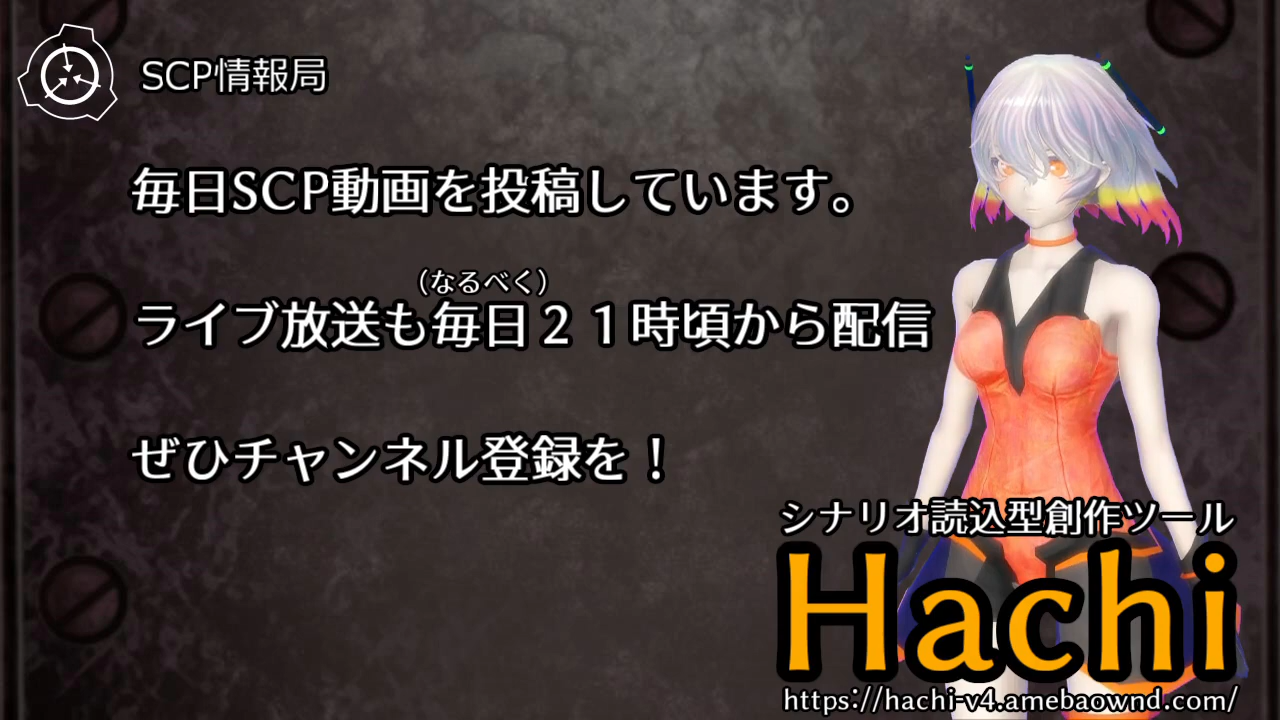 SCP情報局
毎日SCP動画を投稿しています。
（なるべく）
ライブ放送も毎日２１時頃から配信
ぜひチャンネル登録を！
シナリオ読込型創作ツール
Hachi
https://hachi-v4.amebaownd.com/